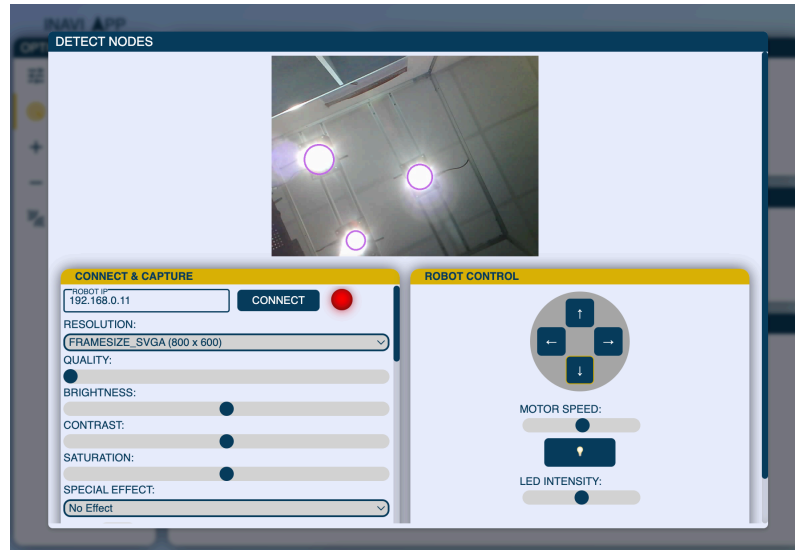 INAVI APP
DETECT NODES
CONNECT & CAPTURE
ROBOT IP
192.168.0.11
CONNECT
RESOLUTION:
FRAMESIZE_SVGA (800 x 600)
QUALITY:
BRIGHTNESS:
CONTRAST:
SATURATION:
SPECIAL EFFECT:
No Effect
ROBOT CONTROL
↑
← →
↓
MOTOR SPEED:
LED INTENSITY: